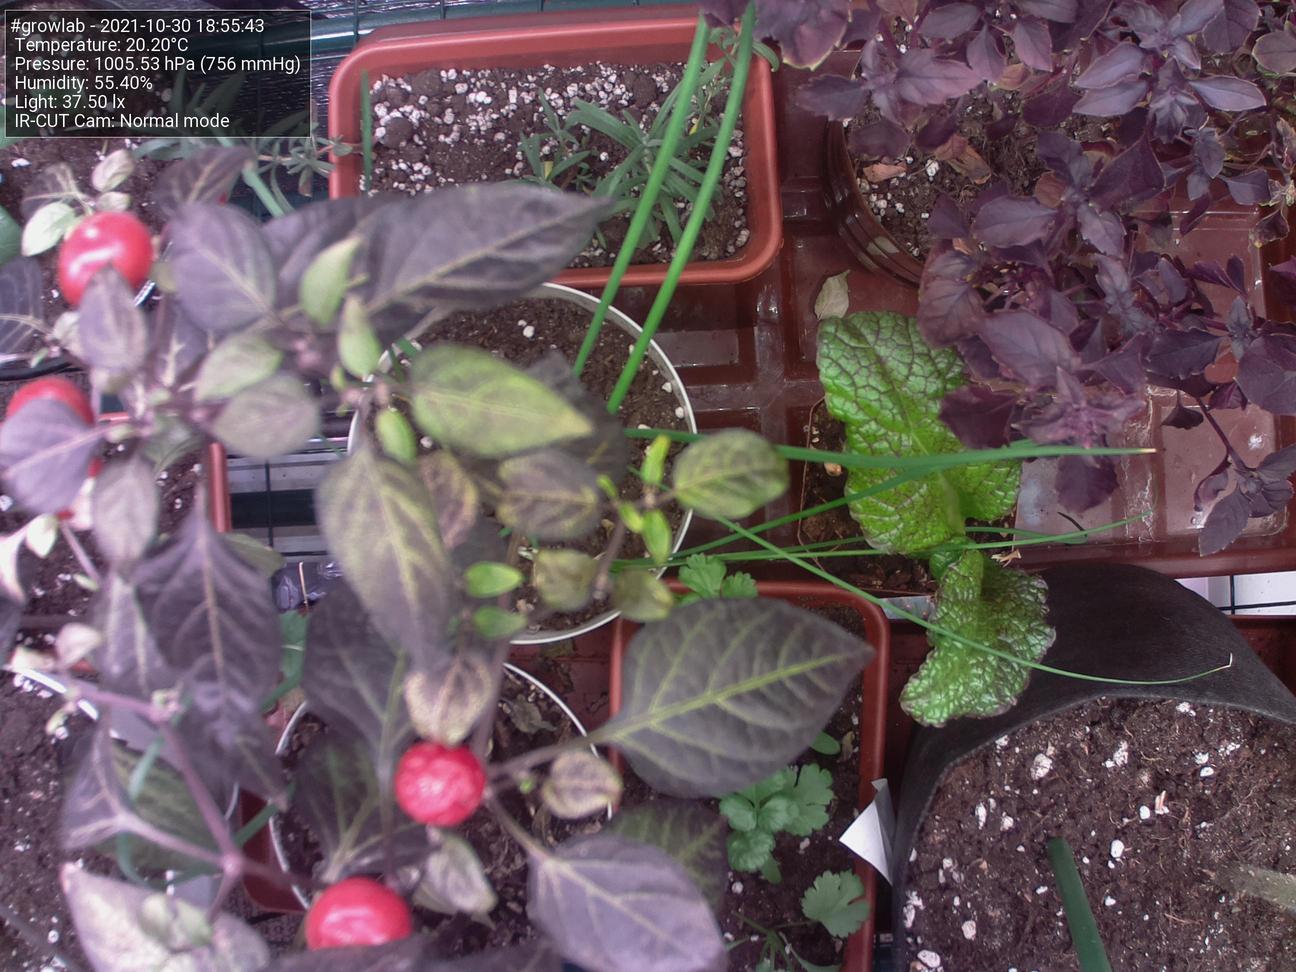 #growlab - 2021-10-30 18:55:43
Temperature: 20.20°C
Pressure: 1005.53 hPa (756 mmHg)
Humidity: 55.40%
Light: 37.50 lx
IR-CUT Cam: Normal mode